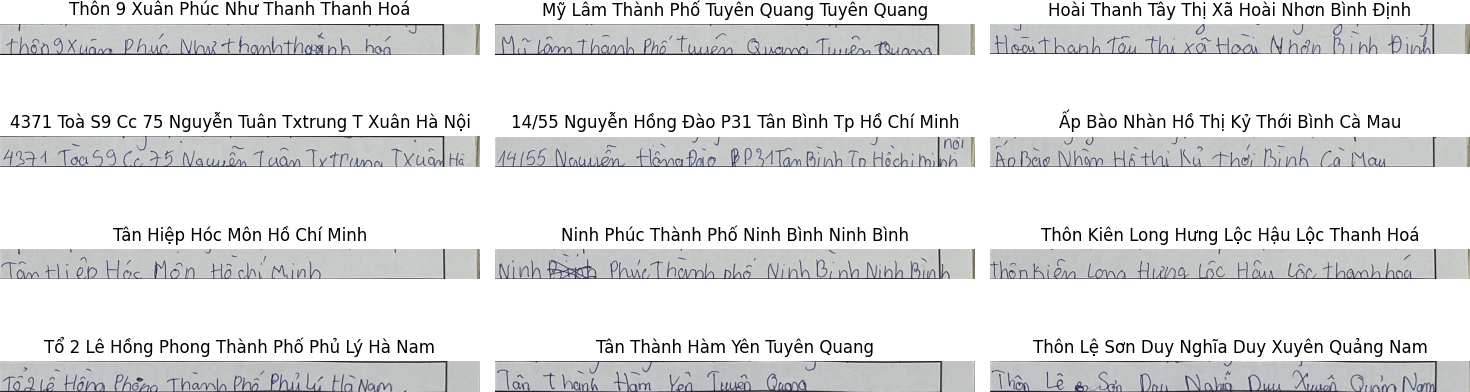 Thôn 9 Xuân Phúc Như Thanh Thanh Hoá
Mỹ Lâm Thành Phố Tuyên Quang Tuyên Quang
Hoài Thanh Tây Thị Xã Hoài Nhơn Bình Định
thôn 9 Xuân Phúc Như thanh thanh hoá
Mỹ Lâm thành Phố Tuyên Quang Tuyên Quang
Hoài thanh Tây thị xã Hoài Nhơn Bình Định
4371 Toà S9 Cc 75 Nguyễn Tuân Txtrung T Xuân Hà Nội
14/55 Nguyễn Hồng Đào P31 Tân Bình Tp Hồ Chí Minh
Ấp Bào Nhàn Hồ Thị Kỷ Thới Bình Cà Mau
4371 Toà S9 Cc 75 Nguyễn Tuân Txtrung TXuân Hà
nội
14/55 Nguyễn Hồng Đào P31 Tân Bình Tp Hồ chí minh
Ấp Bào Nhàn Hồ thị Kỷ thới Bình Cà Mau
Tân Hiệp Hóc Môn Hồ Chí Minh
Ninh Phúc Thành Phố Ninh Bình Ninh Bình
Thôn Kiên Long Hưng Lộc Hậu Lộc Thanh Hoá
Tân Hiệp Hóc Môn Hồ chí Minh
Ninh Phúc Thành phố Ninh Bình Ninh Bình
thôn Kiên Long Hưng Lộc Hậu Lộc thanh hoá
Tổ 2 Lê Hồng Phong Thành Phố Phủ Lý Hà Nam
Tân Thành Hàm Yên Tuyên Quang
Thôn Lệ Sơn Duy Nghĩa Duy Xuyên Quảng Nam
Tổ 2 Lê Hồng Phong Thành Phố Phủ Lý Hà Nam.
Tân thành Hàm Yên Tuyên Quang
Thôn Lệ Sơn Duy Nghĩa Duy Xuyên Quảng Nam